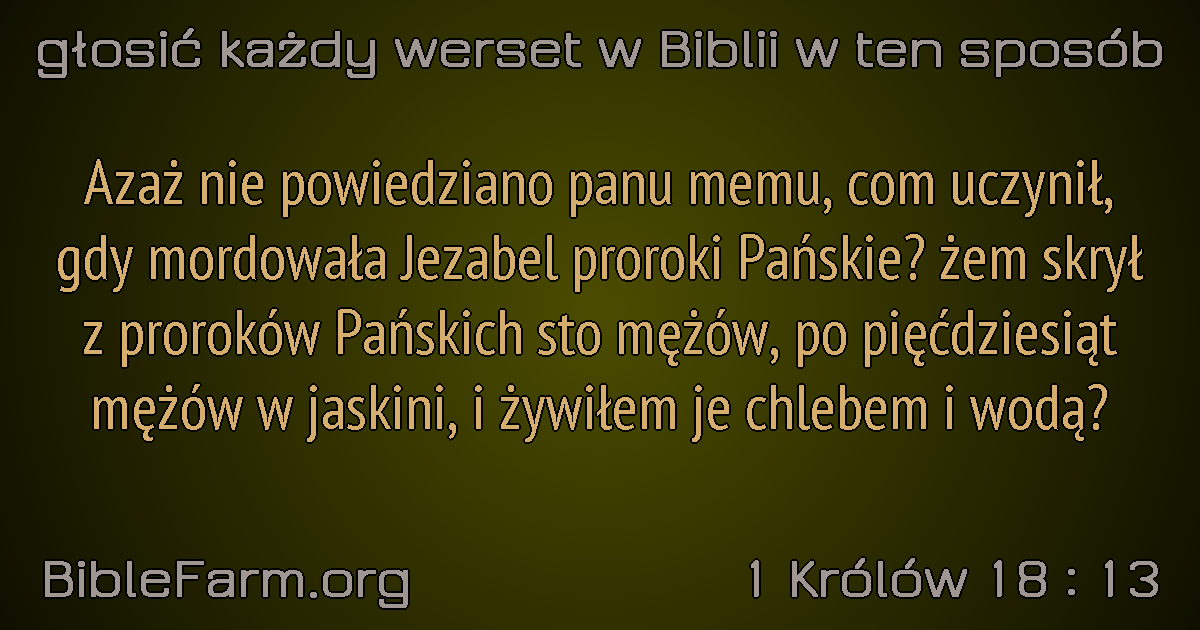 głosić każdy werset w Biblii w ten sposób
Azaż nie powiedziano panu memu, com uczynił,
gdy mordowała Jezabel proroki Pańskie? żem skrył
z proroków Pańskich sto mężów, po pięćdziesiąt
mężów w jaskini, i żywiłem je chlebem i wodą?
BibleFarm.org
1 Królów 18 : 13